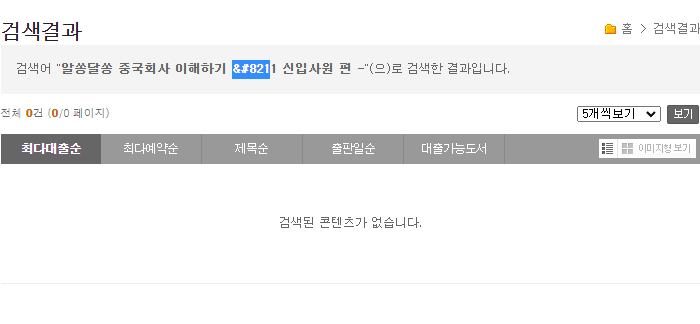 검색결과
홈 > 검색결과
검색어 "알쏭달쏭 중국회사 이해하기 &#8211 신입사원 편 -"(으)로 검색한 결과입니다.
전체 0건 (0/0 페이지)
5개씩보기 보기
최다대출순 최다예약순 제목순 출판일순 대출가능도서 이미지형 보기
검색된 콘텐츠가 없습니다.